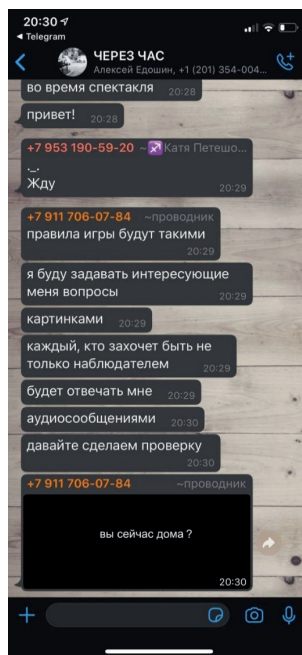 20:30
Telegram
ЧЕРЕЗ ЧАС
Алексей Едошин, +1 (201) 354-004...
во время спектакля 20:28
привет! 20:28
+7 953 190-59-20 ~♐Катя Петешо...
._.
Жду
20:29
+7 911 706-07-84 ~проводник
правила игры будут такими
20:29
я буду задавать интересующие
меня вопросы 20:29
картинками 20:29
каждый, кто захочет быть не
только наблюдателем 20:29
будет отвечать мне 20:29
аудиосообщениями 20:30
давайте сделаем проверку
20:30
+7 911 706-07-84 ~проводник
вы сейчас дома ?
20:30